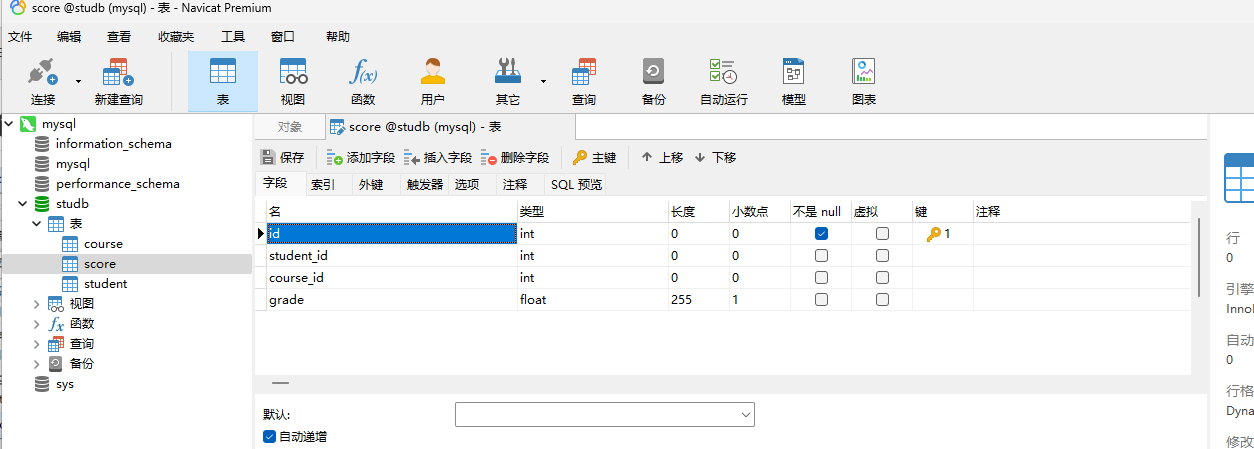 score @studb (mysql) - 表 - Navicat Premium
文件 编辑 查看 收藏夹 工具 窗口 帮助
连接 新建查询 表 视图 函数 用户 其它 查询 备份 自动运行 模型 图表
mysql
information_schema
mysql
performance_schema
studb
表
course
score
student
视图
函数
查询
备份
sys
对象 score @studb (mysql) - 表
保存 添加字段 插入字段 删除字段 主键 上移 下移
字段 索引 外键 触发器 选项 注释 SQL 预览
名 类型 长度 小数点 不是 null 虚拟 键 注释
id int 0 0 1
student_id int 0 0
course_id int 0 0
grade float 255 1
默认:
自动递增
行
0
引擎
自动
0
行格
修改